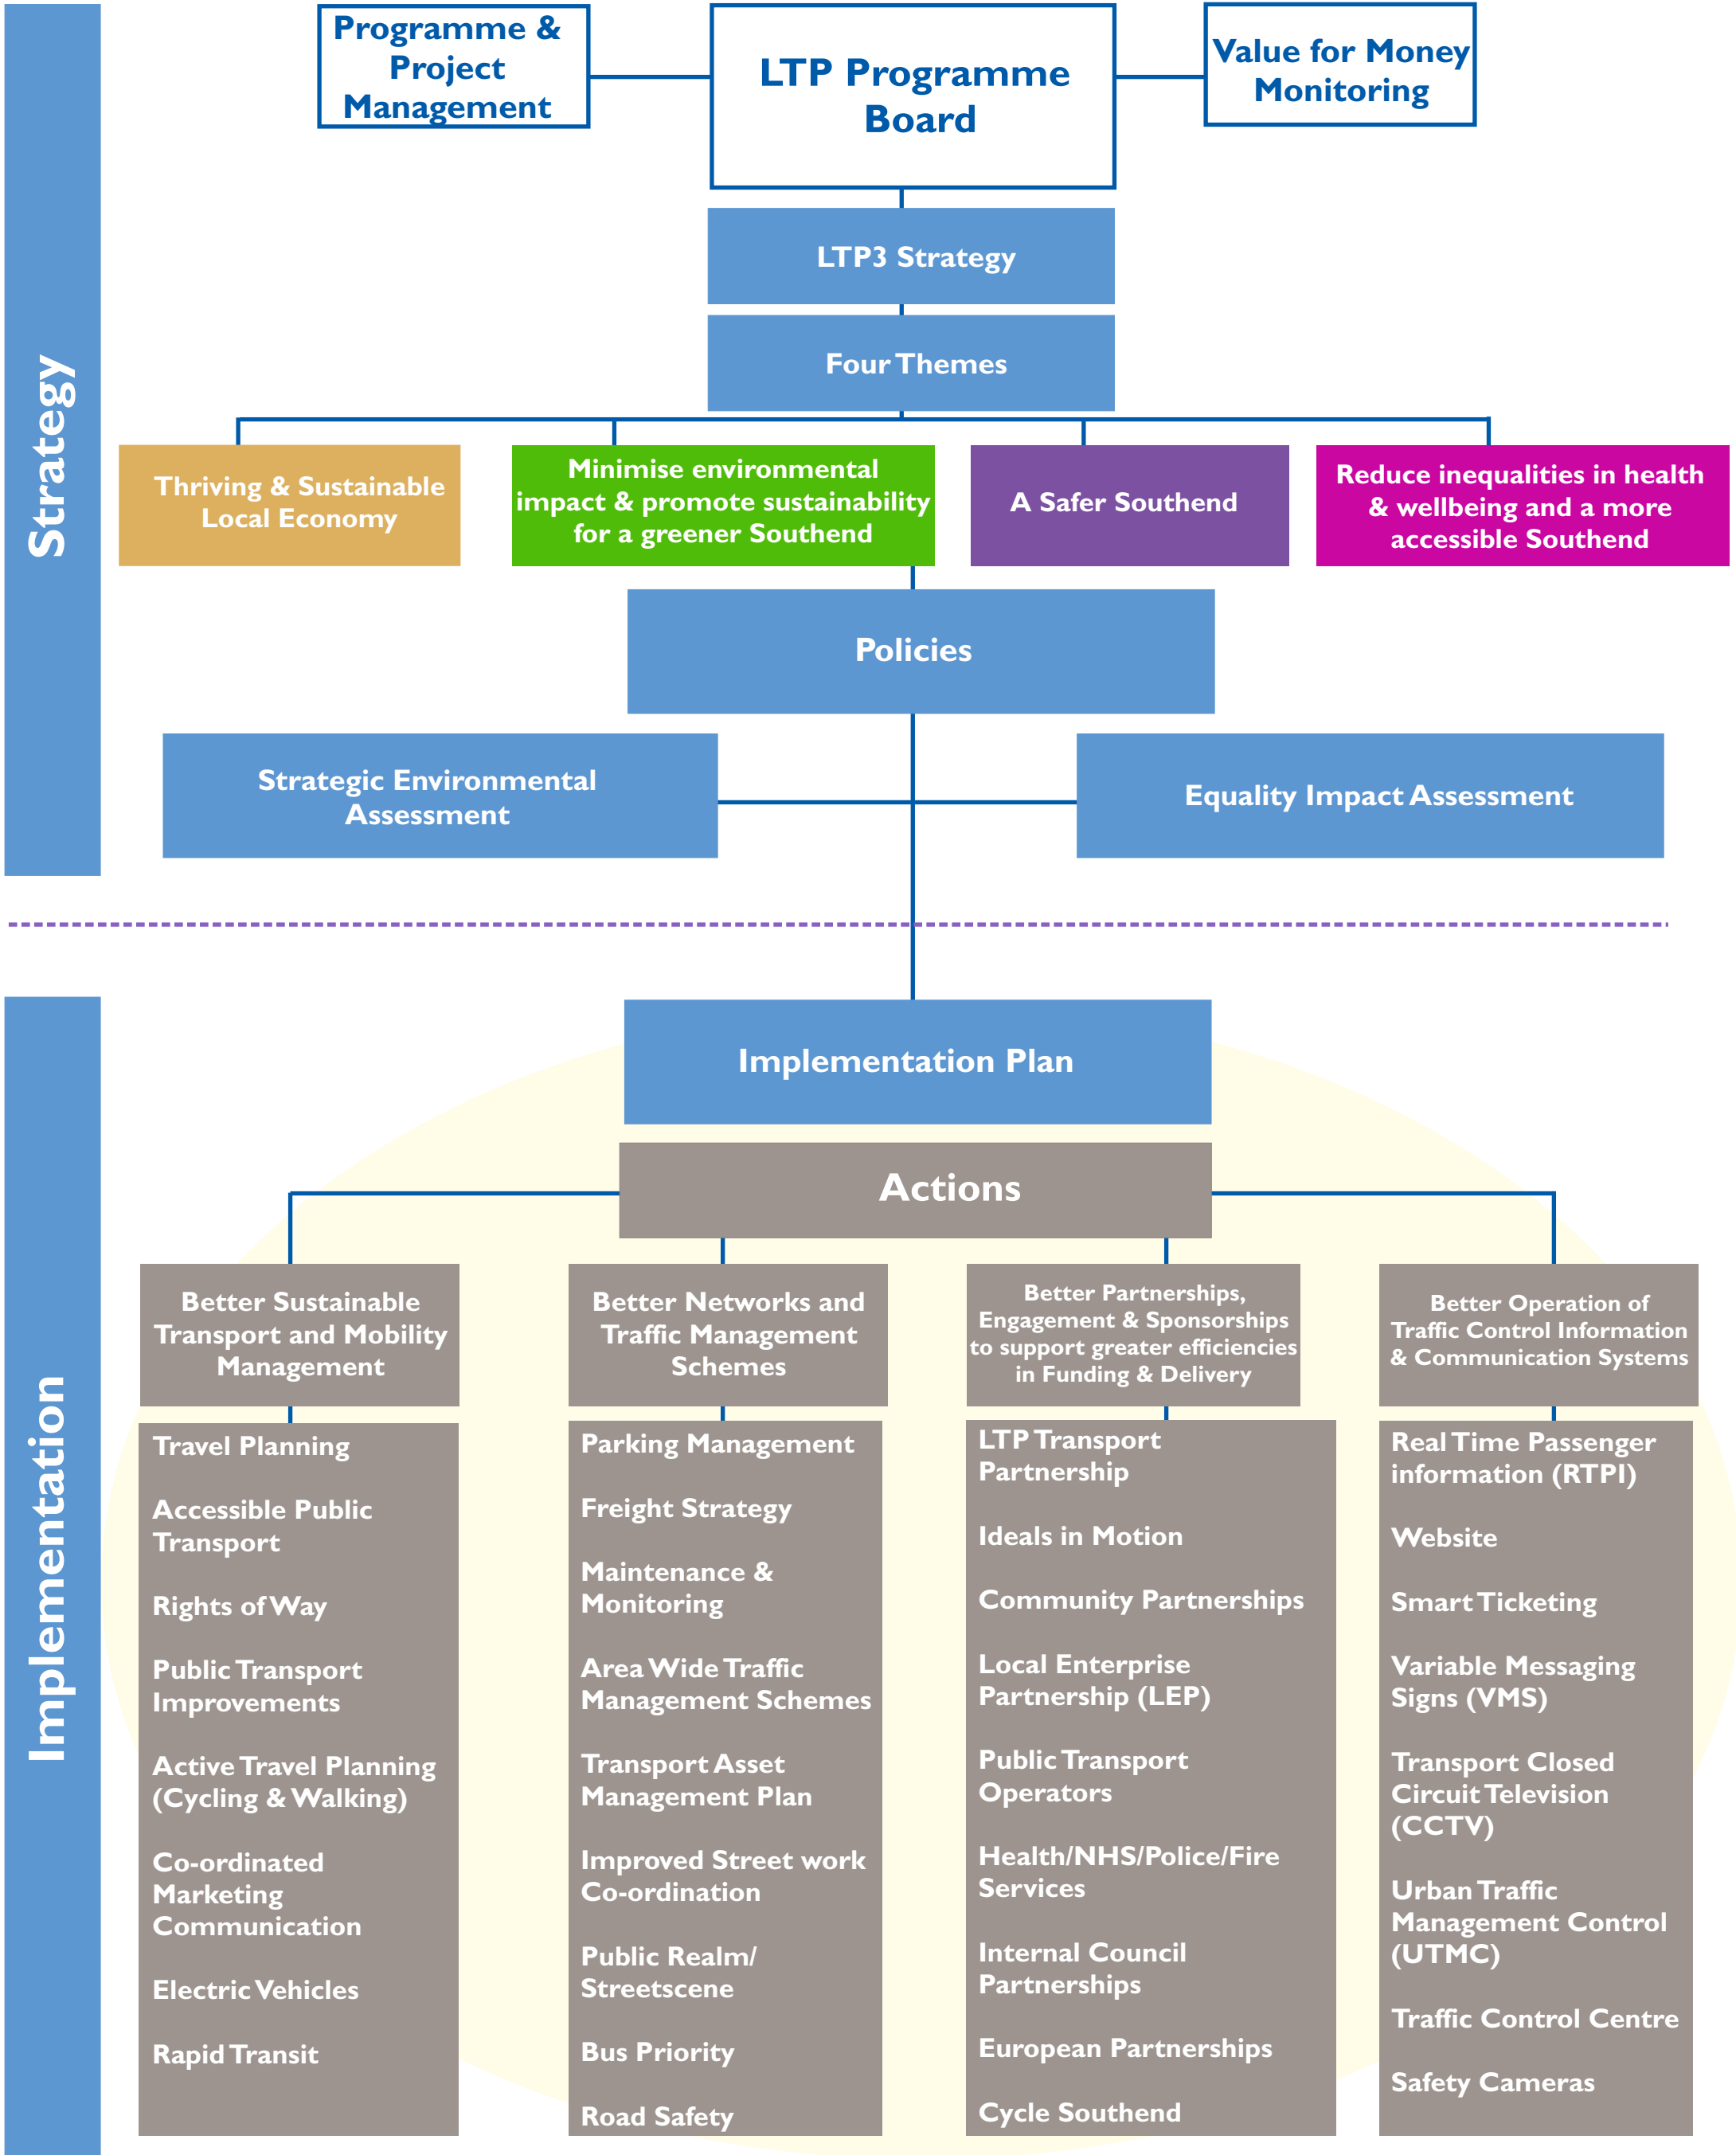 Strategy
Programme &
Project
Management
LTP Programme
Board
Value for Money
Monitoring
LTP3 Strategy
Four Themes
Thriving & Sustainable
Local Economy
Minimise environmental
impact & promote sustainability
for a greener Southend
A Safer Southend
Reduce inequalities in health
& wellbeing and a more
accessible Southend
Policies
Strategic Environmental
Assessment
Equality Impact Assessment
Implementation
Implementation Plan
Actions
Better Sustainable
Transport and Mobility
Management
Better Networks and
Traffic Management
Schemes
Better Partnerships,
Engagement & Sponsorships
to support greater efficiencies
in Funding & Delivery
Better Operation of
Traffic Control Information
& Communication Systems
Travel Planning
Accessible Public
Transport
Rights of Way
Public Transport
Improvements
Active Travel Planning
(Cycling & Walking)
Co-ordinated
Marketing
Communication
Electric Vehicles
Rapid Transit
Parking Management
Freight Strategy
Maintenance &
Monitoring
Area Wide Traffic
Management Schemes
Transport Asset
Management Plan
Improved Street work
Co-ordination
Public Realm/
Streetscene
Bus Priority
Road Safety
LTP Transport
Partnership
Ideals in Motion
Community Partnerships
Local Enterprise
Partnership (LEP)
Public Transport
Operators
Health/NHS/Police/Fire
Services
Internal Council
Partnerships
European Partnerships
Cycle Southend
Real Time Passenger
information (RTPI)
Website
Smart Ticketing
Variable Messaging
Signs (VMS)
Transport Closed
Circuit Television
(CCTV)
Urban Traffic
Management Control
(UTMC)
Traffic Control Centre
Safety Cameras